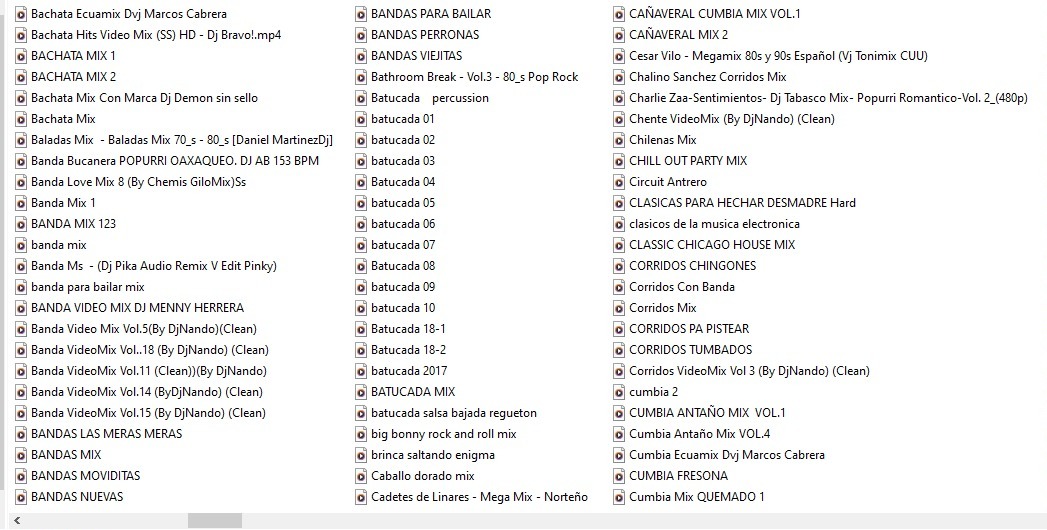 Bachata Ecuamix Dvj Marcos Cabrera
Bachata Hits Video Mix (SS) HD - Dj Bravo!.mp4
BACHATA MIX 1
BACHATA MIX 2
Bachata Mix Con Marca Dj Demon sin sello
Bachata Mix
Baladas Mix  - Baladas Mix 70_s - 80_s [Daniel MartinezDj]
Banda Bucanera POPURRI OAXAQUEO. DJ AB 153 BPM
Banda Love Mix 8 (By Chemis GiloMix)Ss
Banda Mix 1
BANDA MIX 123
banda mix
Banda Ms  - (Dj Pika Audio Remix V Edit Pinky)
banda para bailar mix
BANDA VIDEO MIX DJ MENNY HERRERA
Banda Video Mix Vol.5(By DjNando)(Clean)
Banda VideoMix Vol..18 (By DjNando) (Clean)
Banda VideoMix Vol.11 (Clean))(By DjNando)
Banda VideoMix Vol.14 (ByDjNando) (Clean)
Banda VideoMix Vol.15 (By DjNando) (Clean)
BANDAS LAS MERAS MERAS
BANDAS MIX
BANDAS MOVIDITAS
BANDAS NUEVAS
BANDAS PARA BAILAR
BANDAS PERRONAS
BANDAS VIEJITAS
Bathroom Break - Vol.3 - 80_s Pop Rock
Batucada    percussion
batucada 01
batucada 02
batucada 03
Batucada 04
batucada 05
batucada 06
batucada 07
Batucada 08
batucada 09
batucada 10
Batucada 18-1
Batucada 18-2
batucada 2017
BATUCADA MIX
batucada salsa bajada regueton
big bonny rock and roll mix
brinca saltando enigma
Caballo dorado mix
Cadetes de Linares - Mega Mix - Norteño
CAÑAVERAL CUMBIA MIX VOL.1
CAÑAVERAL MIX 2
Cesar Vilo - Megamix 80s y 90s Español (Vj Tonimix CUU)
Chalino Sanchez Corridos Mix
Charlie Zaa-Sentimientos- Dj Tabasco Mix- Popurri Romantico-Vol. 2_(480p)
Chente VideoMix (By DjNando) (Clean)
Chilenas Mix
CHILL OUT PARTY MIX
Circuit Antrero
CLASICAS PARA HECHAR DESMADRE Hard
clasicos de la musica electronica
CLASSIC CHICAGO HOUSE MIX
CORRIDOS CHINGONES
Corridos Con Banda
Corridos Mix
CORRIDOS PA PISTEAR
CORRIDOS TUMBADOS
Corridos VideoMix Vol 3 (By DjNando) (Clean)
cumbia 2
CUMBIA ANTAÑO MIX  VOL.1
Cumbia Antaño Mix VOL.4
Cumbia Ecuamix Dvj Marcos Cabrera
CUMBIA FRESONA
Cumbia Mix QUEMADO 1